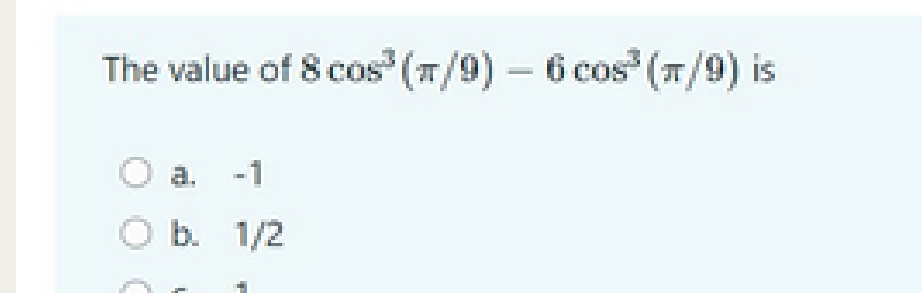 The value of 8 cos³(π/9) − 6 cos³(π/9) is
a. -1
b. 1/2